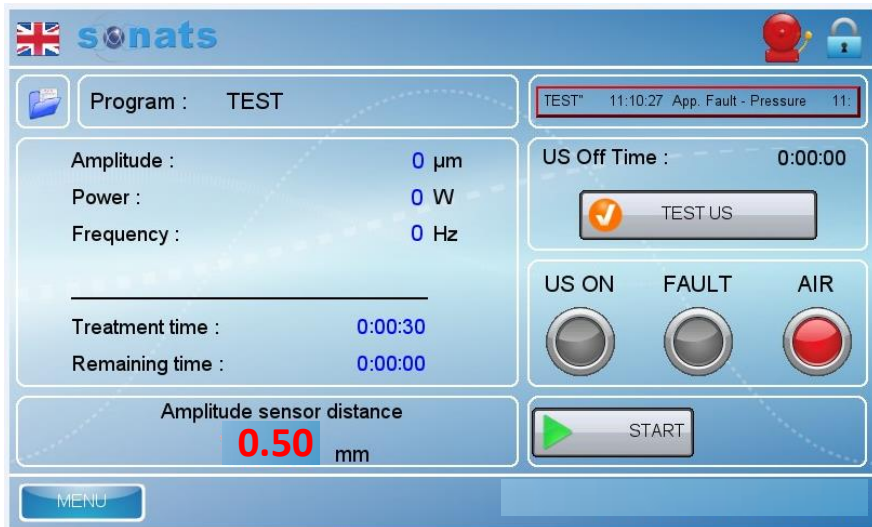 sonats
Program : TEST
TEST" 11:10:27 App. Fault - Pressure 11:
Amplitude : 0 µm
Power : 0 W
Frequency : 0 Hz
Treatment time : 0:00:30
Remaining time : 0:00:00
US Off Time : 0:00:00
TEST US
US ON FAULT AIR
Amplitude sensor distance
0.50 mm
START
MENU